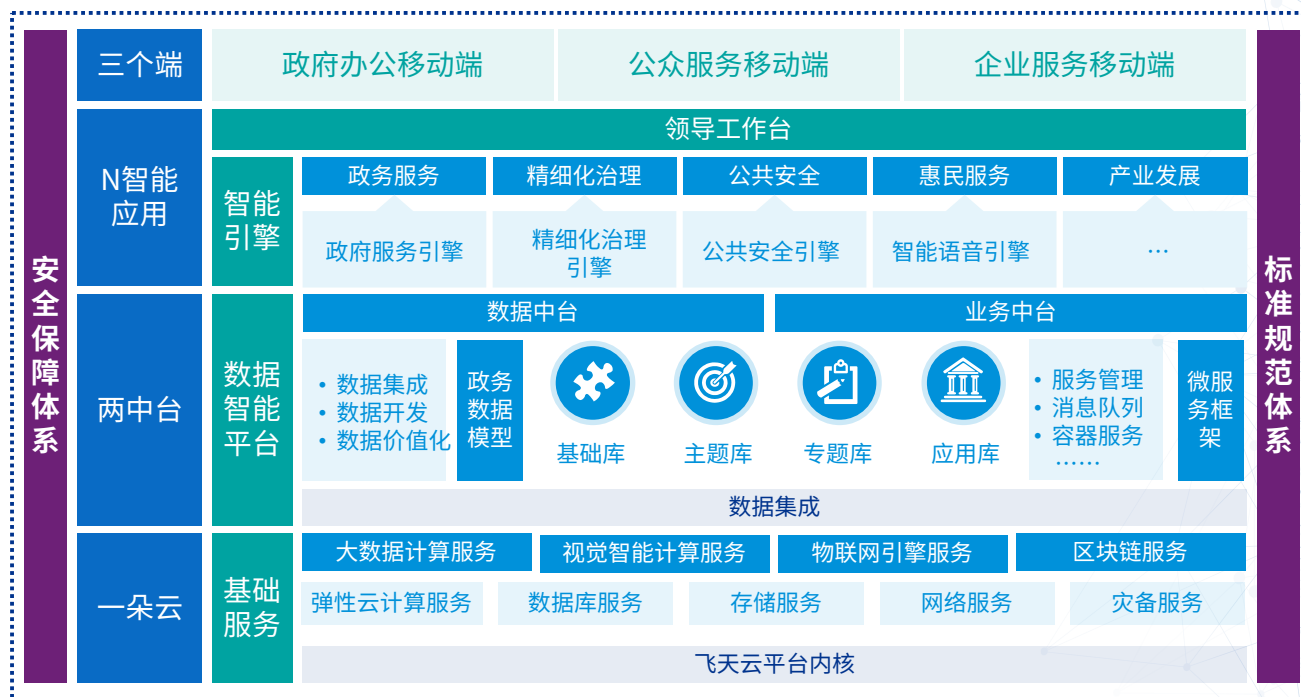 安全保障体系
三个端
政府办公移动端
公众服务移动端
企业服务移动端
N智能
应用
领导工作台
智能
引擎
政务服务
精细化治理
公共安全
惠民服务
产业发展
政府服务引擎
精细化治理
引擎
公共安全引擎
智能语音引擎
...
两中台
数据
智能
平台
数据中台
业务中台
• 数据集成
• 数据开发
• 数据价值化
政务
数据
模型
基础库
主题库
专题库
应用库
• 服务管理
• 消息队列
• 容器服务
……
微服
务框
架
数据集成
一朵云
基础
服务
大数据计算服务
视觉智能计算服务
物联网引擎服务
区块链服务
弹性云计算服务
数据库服务
存储服务
网络服务
灾备服务
飞天云平台内核
标准规范体系